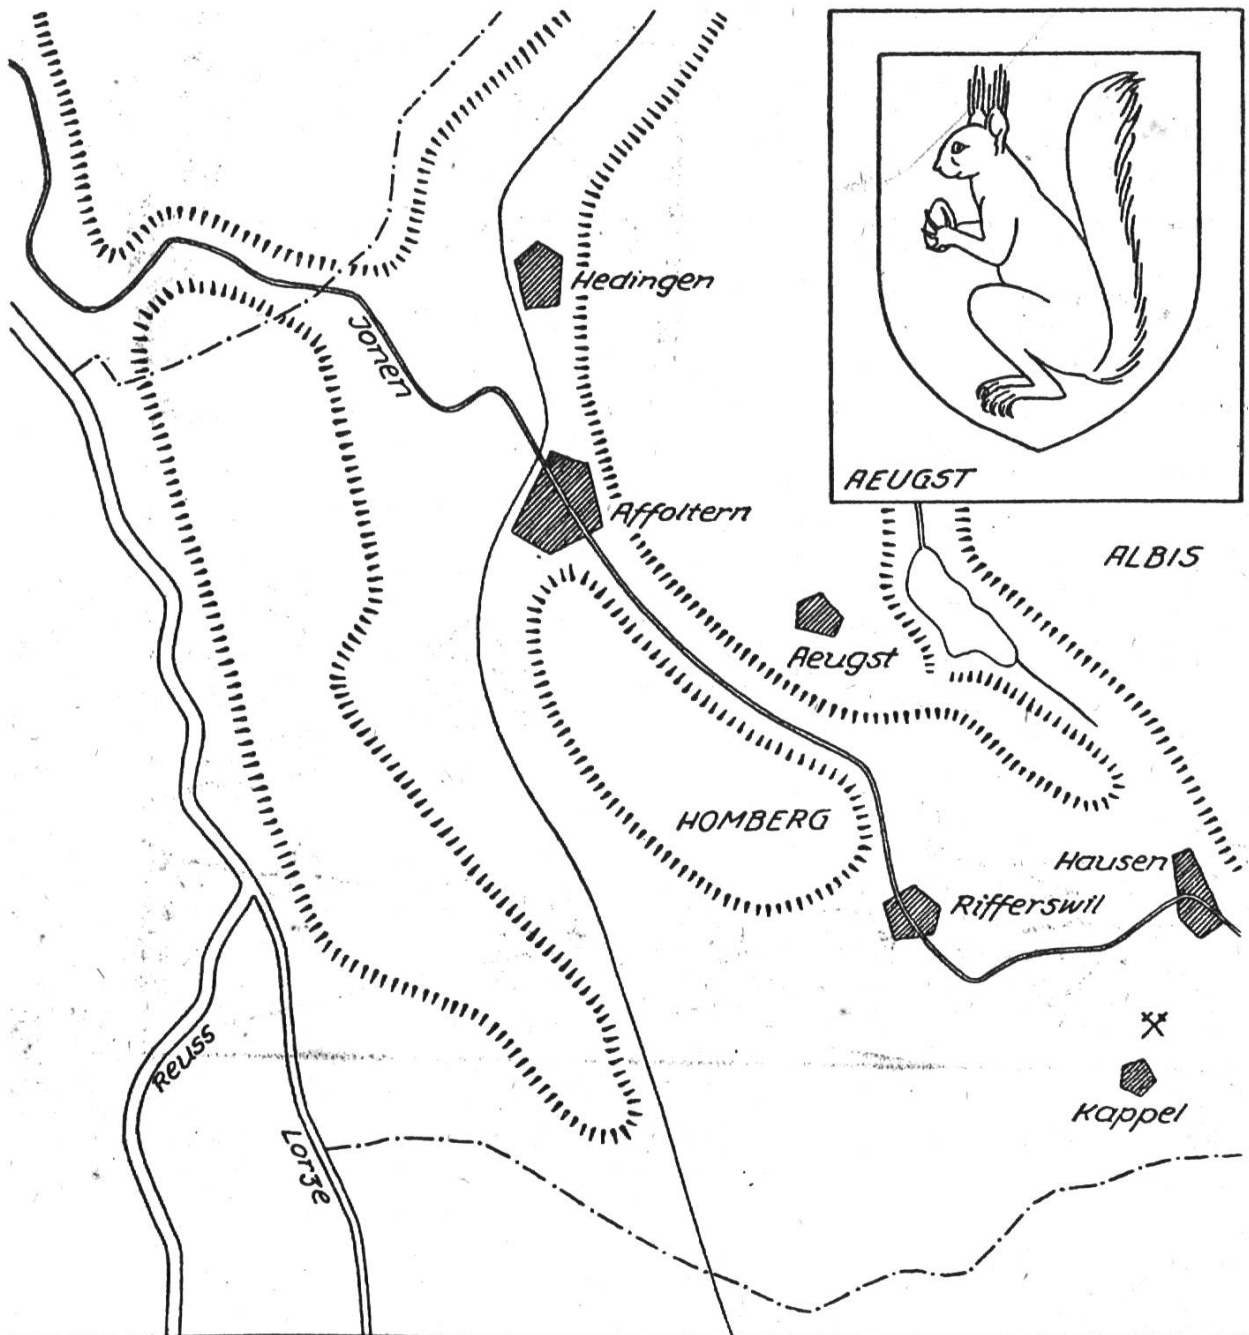 Hedingen
Jonen
AEUGST
Affoltern
ALBIS
Aeugst
HOMBERG
Hausen
Rifferswil
Reuss
Kappel
Lorze